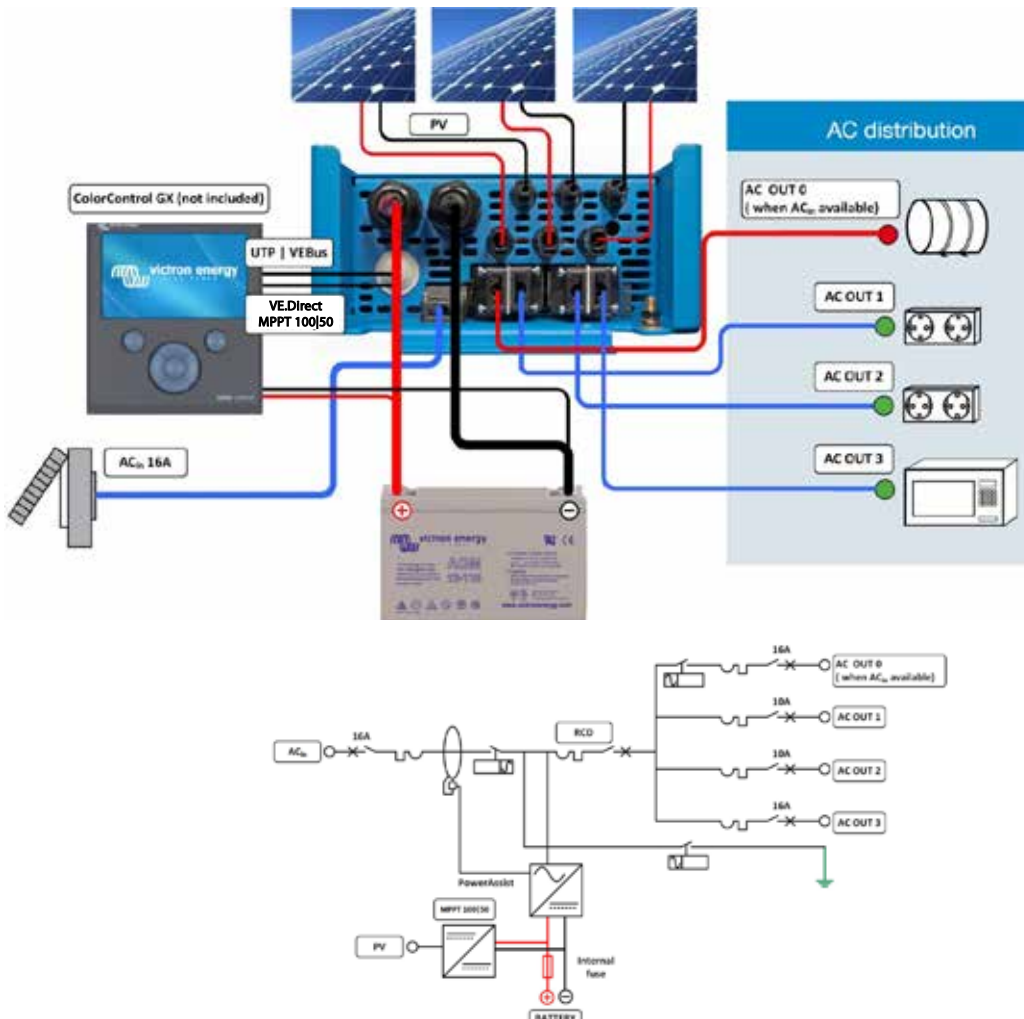 PV
AC distribution
ColorControl GX (not included)
AC OUT 0
( when ACin available)
UTP | VEBus
victron energy
VE.Direct
MPPT 100|50
AC OUT 1
AC OUT 2
ACin 16A
AC OUT 3
victron energy
AGM
www.victronenergy.com
16A
AC OUT 0
( when ACin available)
10A
AC OUT 1
RCD
16A
ACin
10A
AC OUT 2
16A
AC OUT 3
PowerAssist
MPPT 100|50
PV
Internal
fuse
BATTERY